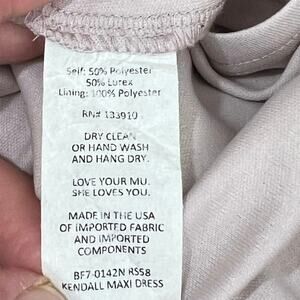 Self: 50% Polyester
50% Lurex
Lining: 100% Polyester
RN# 133910
DRY CLEAN
OR HAND WASH
AND HANG DRY.
LOVE YOUR MU.
SHE LOVES YOU.
MADE IN THE USA
OF IMPORTED FABRIC
AND IMPORTED
COMPONENTS
BF7-0142N RSS8
KENDALL MAXI DRESS